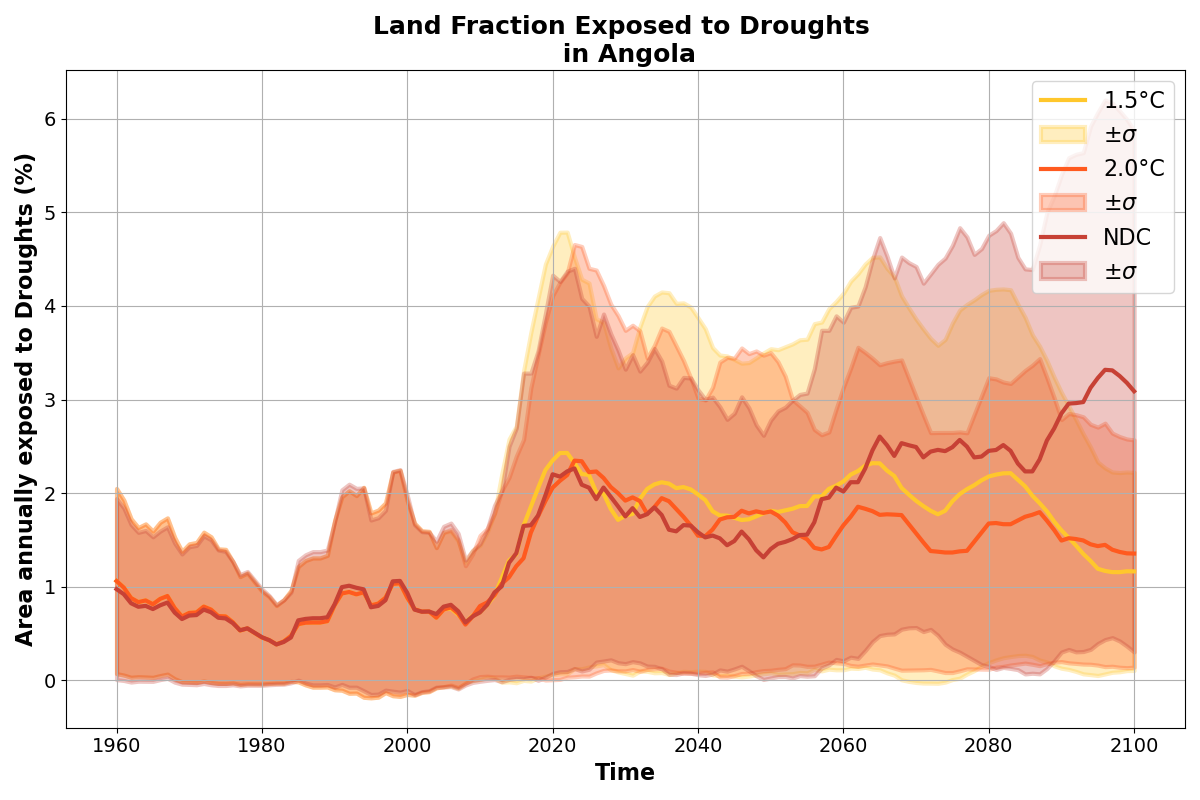 Land Fraction Exposed to Droughts
in Angola
Area annually exposed to Droughts (%)
6
5
4
3
2
1
0
1960 1980 2000 2020 2040 2060 2080 2100
Time
1.5°C
±σ
2.0°C
±σ
NDC
±σ